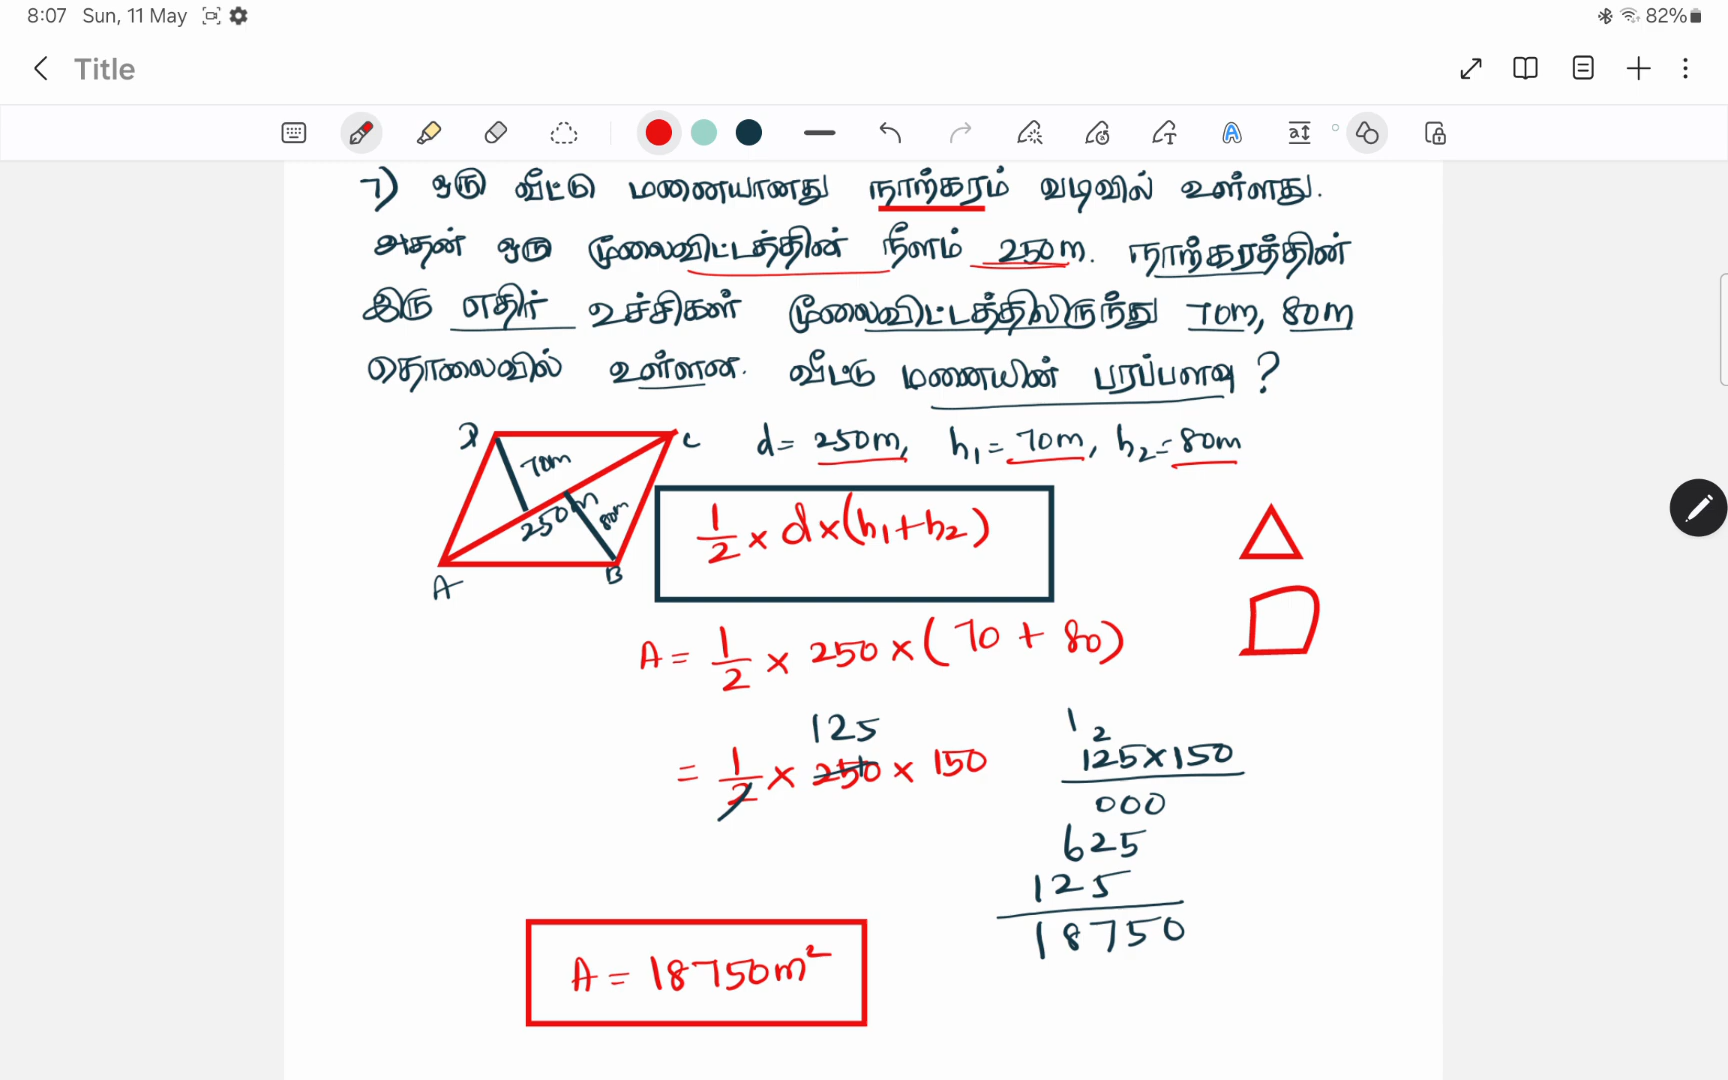 8:07 Sun, 11 May
82%
Title
7) ஒரு வீட்டு மனையானது நாற்கரம் வடிவில் உள்ளது.
அதன் ஒரு மூலைவிட்டத்தின் நீளம் 250m. நாற்கரத்தின்
இரு எதிர் உச்சிகள் மூலைவிட்டத்திலிருந்து 70m, 80m
தொலைவில் உள்ளன. வீட்டு மனையின் பரப்பளவு ?
D C d= 250m, h₁= 70m, h₂= 80m
70m
250m 80m
A B
1/2 × d×(h₁+h₂)
A = 1/2 × 250 × (70 + 80)
125
= 1/2 × 250 × 150
1 2
125×150
000
625
125
18750
A = 18750m²